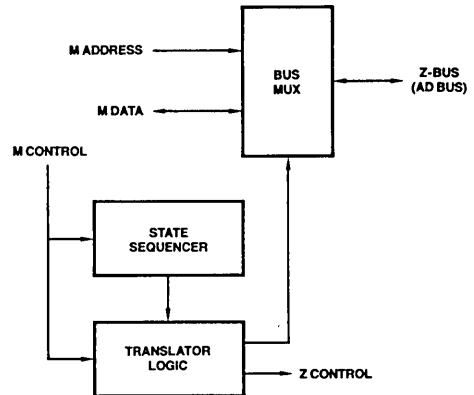 M ADDRESS
BUS
MUX
Z-BUS
(AD BUS)
M DATA
M CONTROL
STATE
SEQUENCER
TRANSLATOR
LOGIC
Z CONTROL